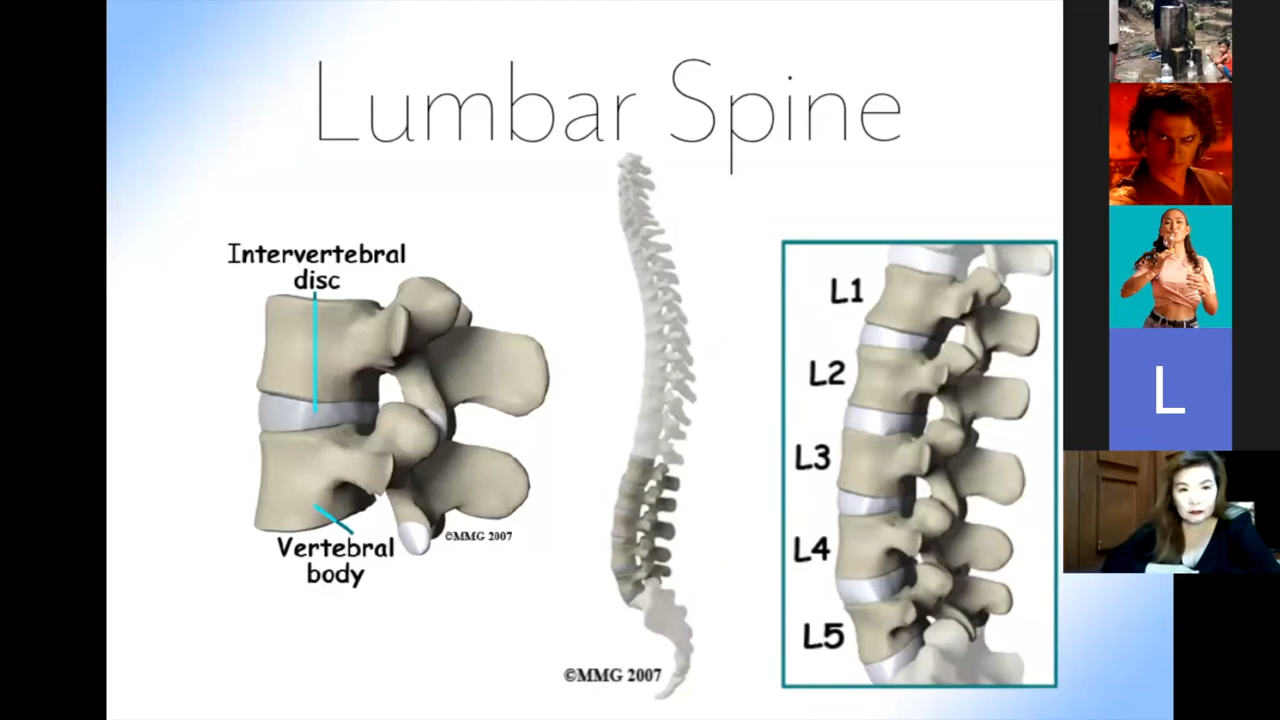 Lumbar Spine
Intervertebral
disc
Vertebral
body
©MMG 2007
©MMG 2007
L1
L2
L3
L4
L5
L